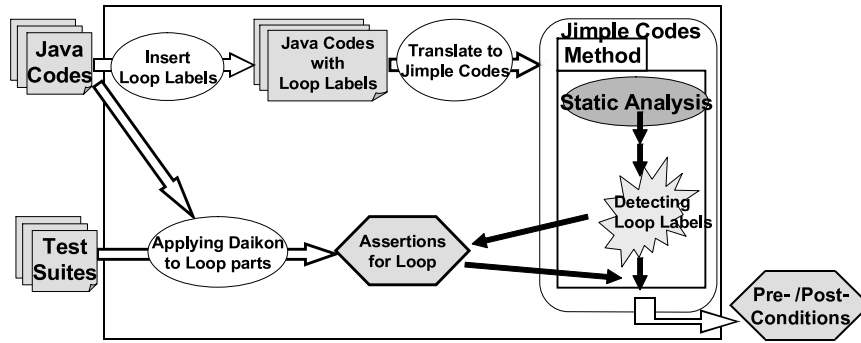 Java
Codes
Insert
Loop Labels
Java Codes
with
Loop Labels
Translate to
Jimple Codes
Jimple Codes
Method
Static Analysis
Detecting
Loop Labels
Test
Suites
Applying Daikon
to Loop parts
Assertions
for Loop
Pre- /Post-
Conditions